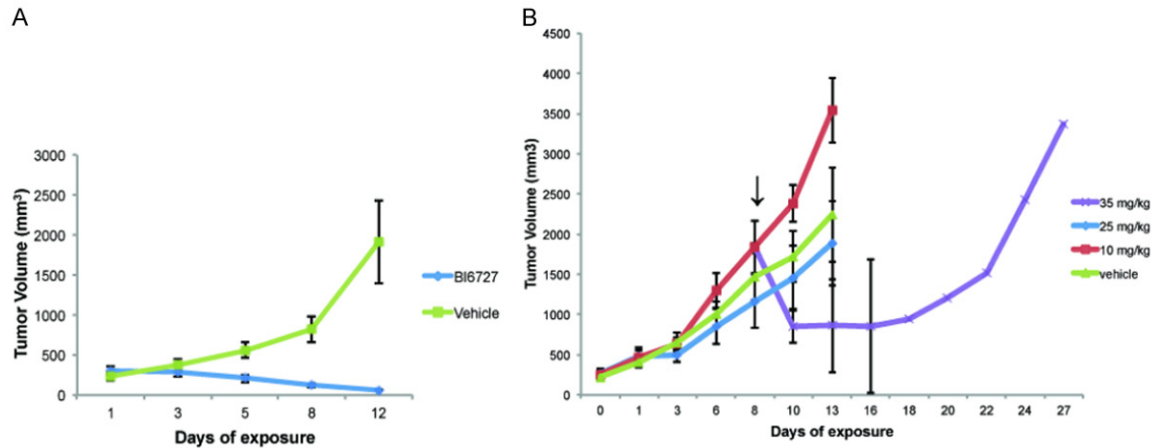 A
B
Tumor Volume (mm³)
3000
2500
2000
1500
1000
500
0
1 3 5 8 12
Days of exposure
BI6727
Vehicle
Tumor Volume (mm3)
4500
4000
3500
3000
2500
2000
1500
1000
500
0
0 1 3 6 8 10 13 16 18 20 22 24 27
Days of exposure
35 mg/kg
25 mg/kg
10 mg/kg
vehicle